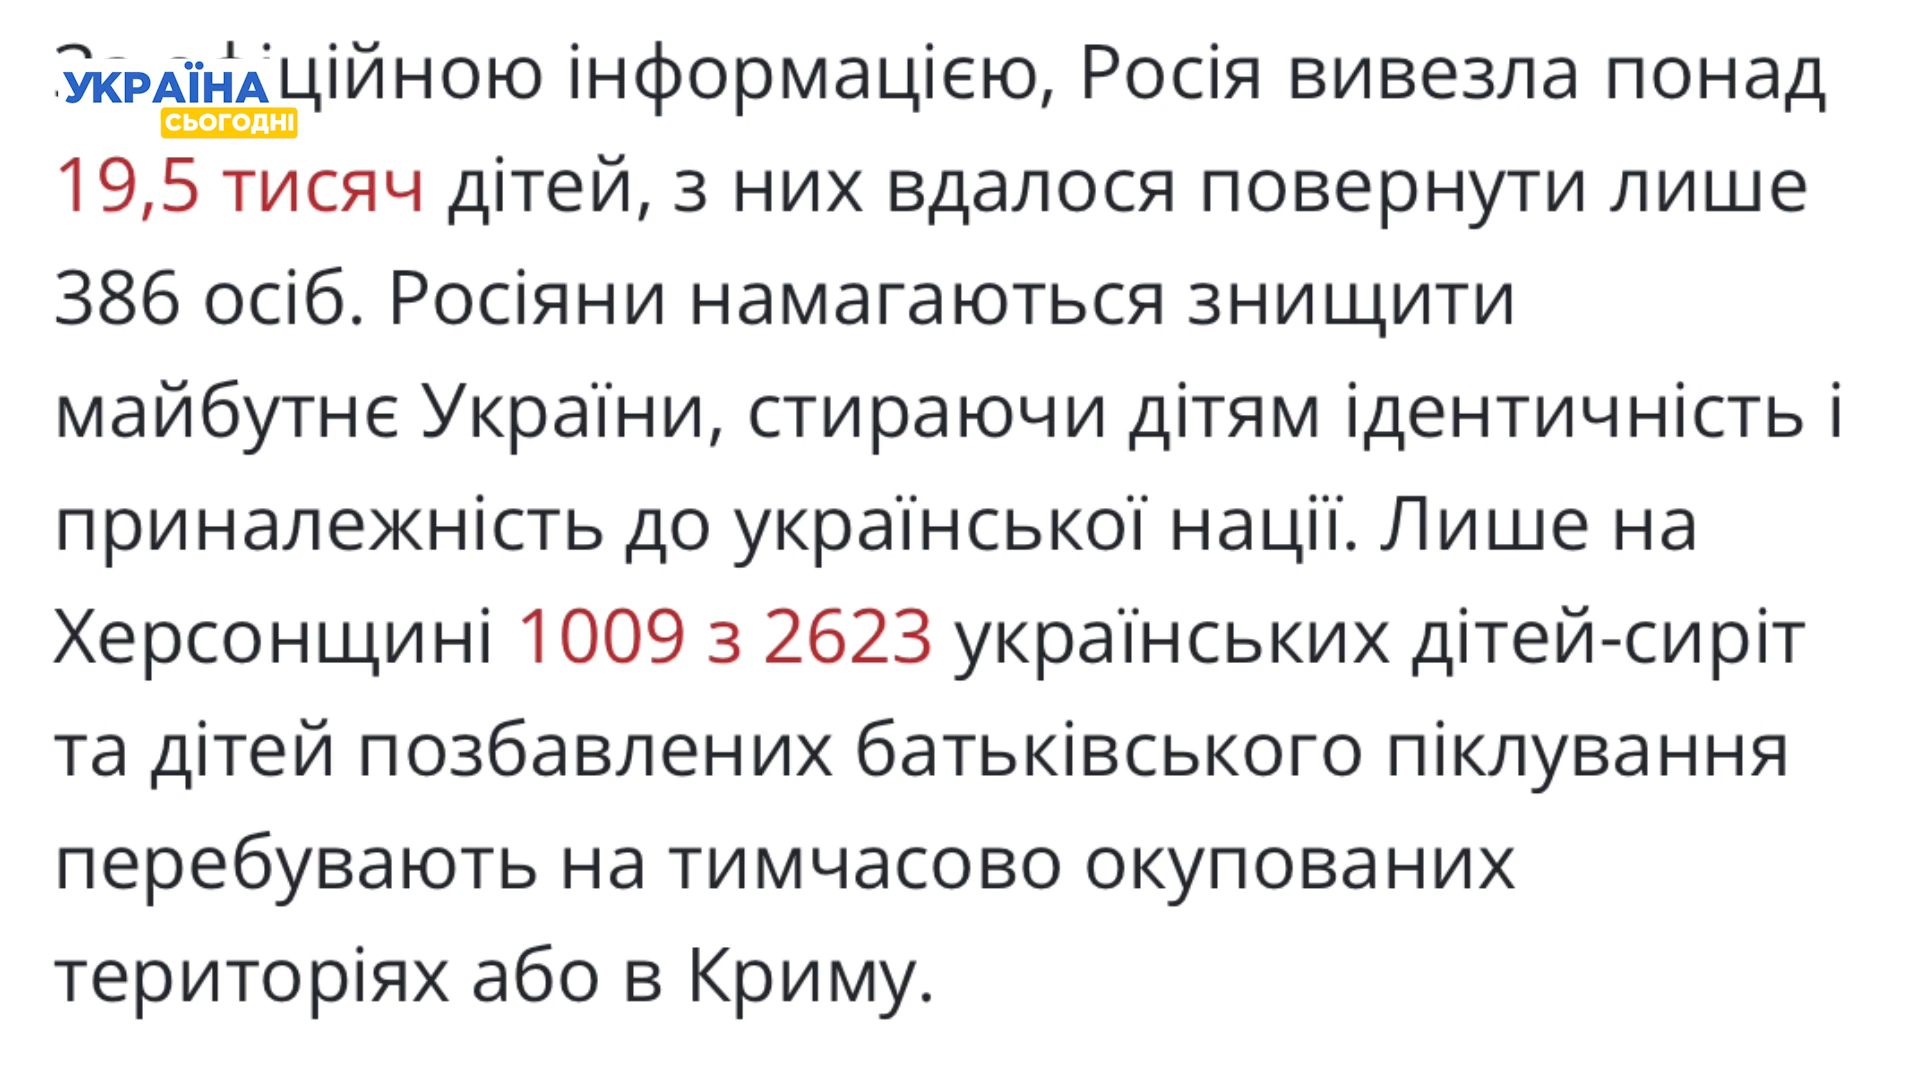 УКРАЇНА
СЬОГОДНІ
За офіційною інформацією, Росія вивезла понад
19,5 тисяч дітей, з них вдалося повернути лише
386 осіб. Росіяни намагаються знищити
майбутнє України, стираючи дітям ідентичність і
приналежність до української нації. Лише на
Херсонщині 1009 з 2623 українських дітей-сиріт
та дітей позбавлених батьківського піклування
перебувають на тимчасово окупованих
територіях або в Криму.